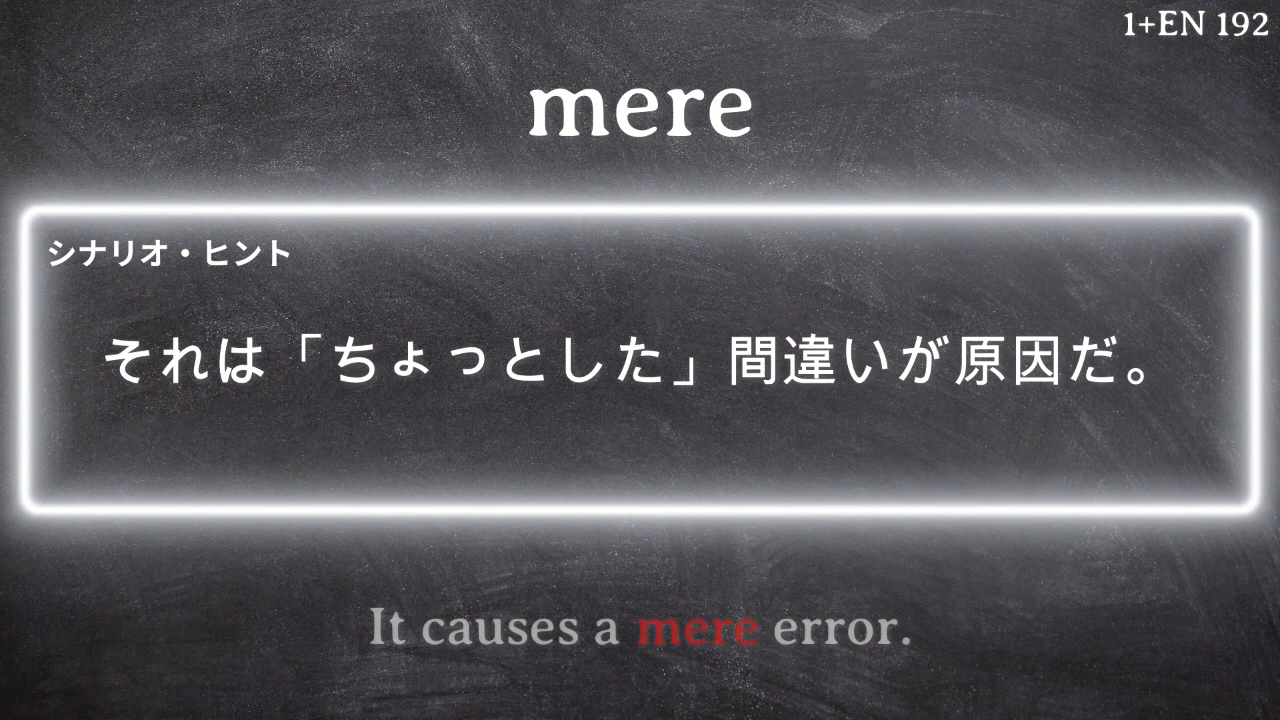 1+EN 192
mere
シナリオ・ヒント
それは「ちょっとした」間違いが原因だ。
It causes a mere error.